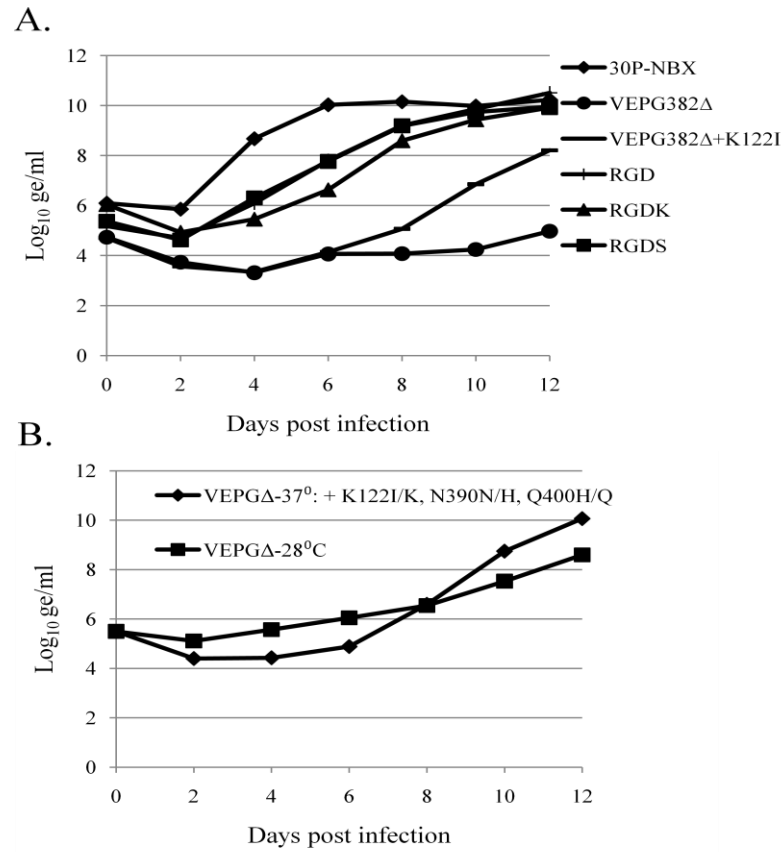 A.
12
10
8
6
4
2
0
Log₁₀ ge/ml
0 2 4 6 8 10 12
Days post infection
30P-NBX
VEPG382Δ
VEPG382Δ+K122I
RGD
RGDK
RGDS
B.
12
10
8
6
4
2
0
Log₁₀ ge/ml
VEPGΔ-37⁰: + K122I/K, N390N/H, Q400H/Q
VEPGΔ-28⁰C
0 2 4 6 8 10 12
Days post infection